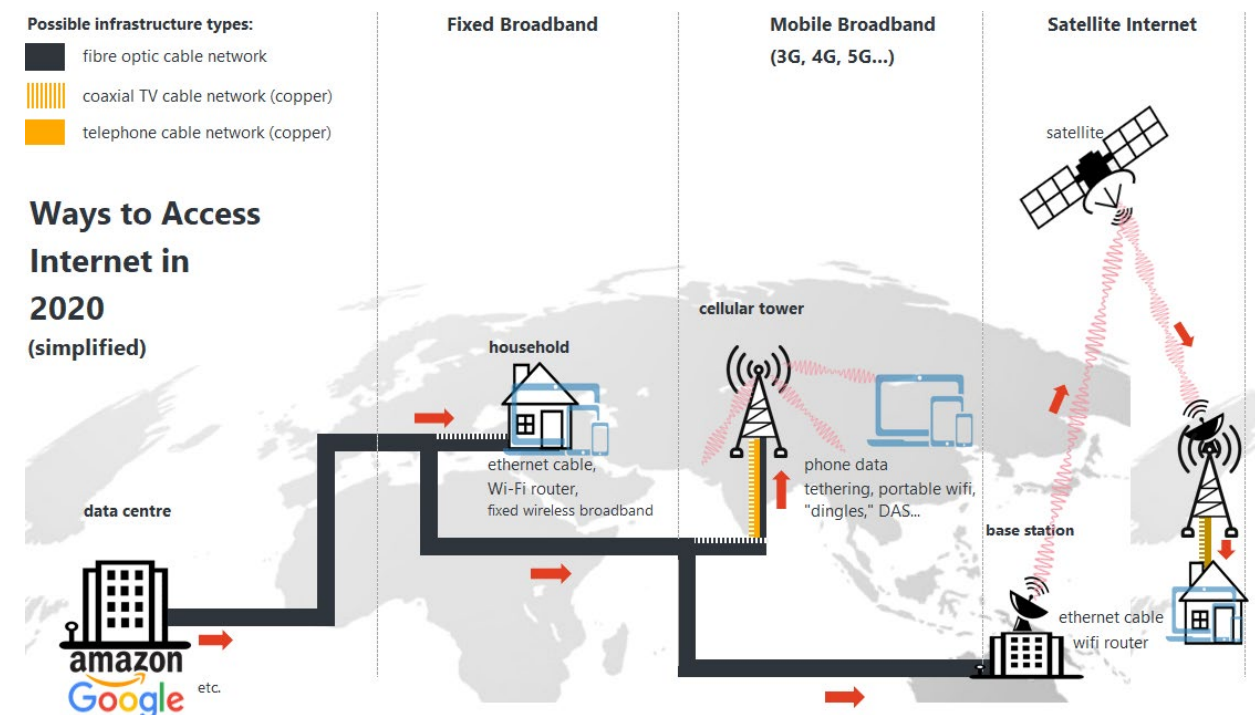 Possible infrastructure types:
fibre optic cable network
coaxial TV cable network (copper)
telephone cable network (copper)
Ways to Access
Internet in
2020
(simplified)
data centre
amazon
Google
etc.
Fixed Broadband
household
ethernet cable,
Wi-Fi router,
fixed wireless broadband
Mobile Broadband
(3G, 4G, 5G...)
cellular tower
phone data
tethering, portable wifi,
"dingles," DAS...
Satellite Internet
satellite
base station
ethernet cable
wifi router